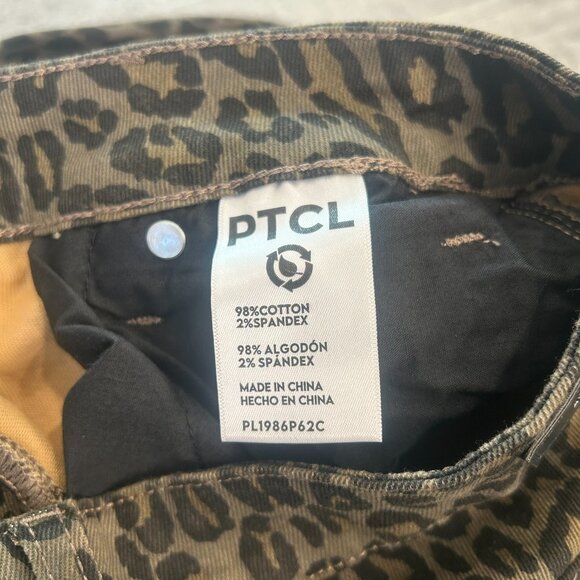 PTCL
98%COTTON
2%SPANDEX
98% ALGODÓN
2% SPÁNDEX
MADE IN CHINA
HECHO EN CHINA
PL1986P62C